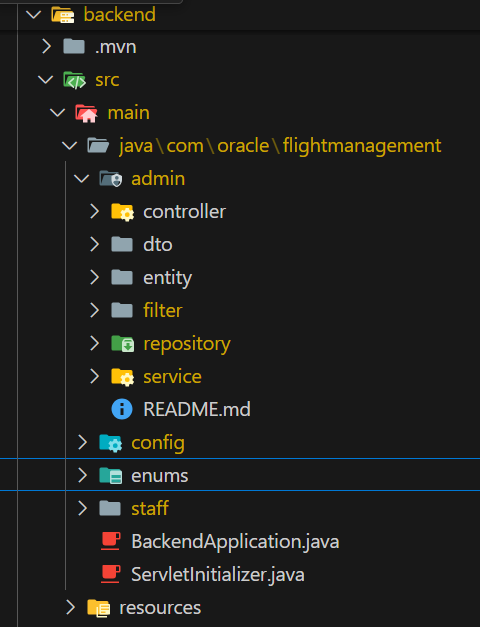 backend
.mvn
src
main
java\com\oracle\flightmanagement
admin
controller
dto
entity
filter
repository
service
README.md
config
enums
staff
BackendApplication.java
ServletInitializer.java
resources